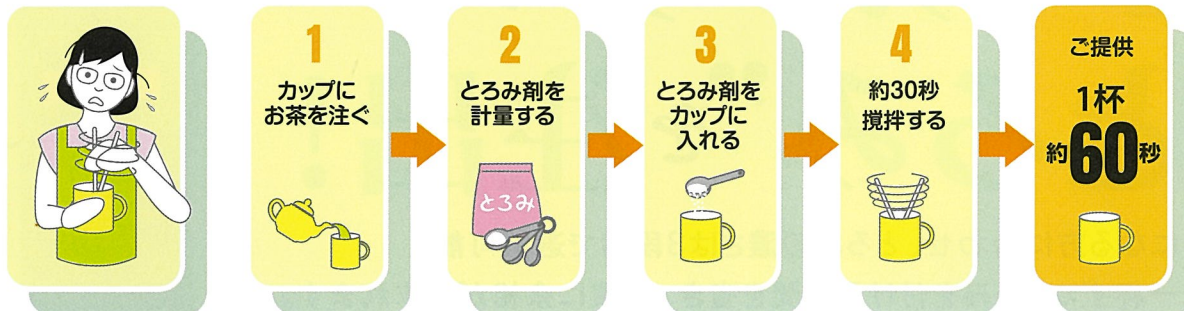 1
カップに
お茶を注ぐ
2
とろみ剤を
計量する
とろみ
3
とろみ剤を
カップに
入れる
4
約30秒
撹拌する
ご提供
1杯
約60秒